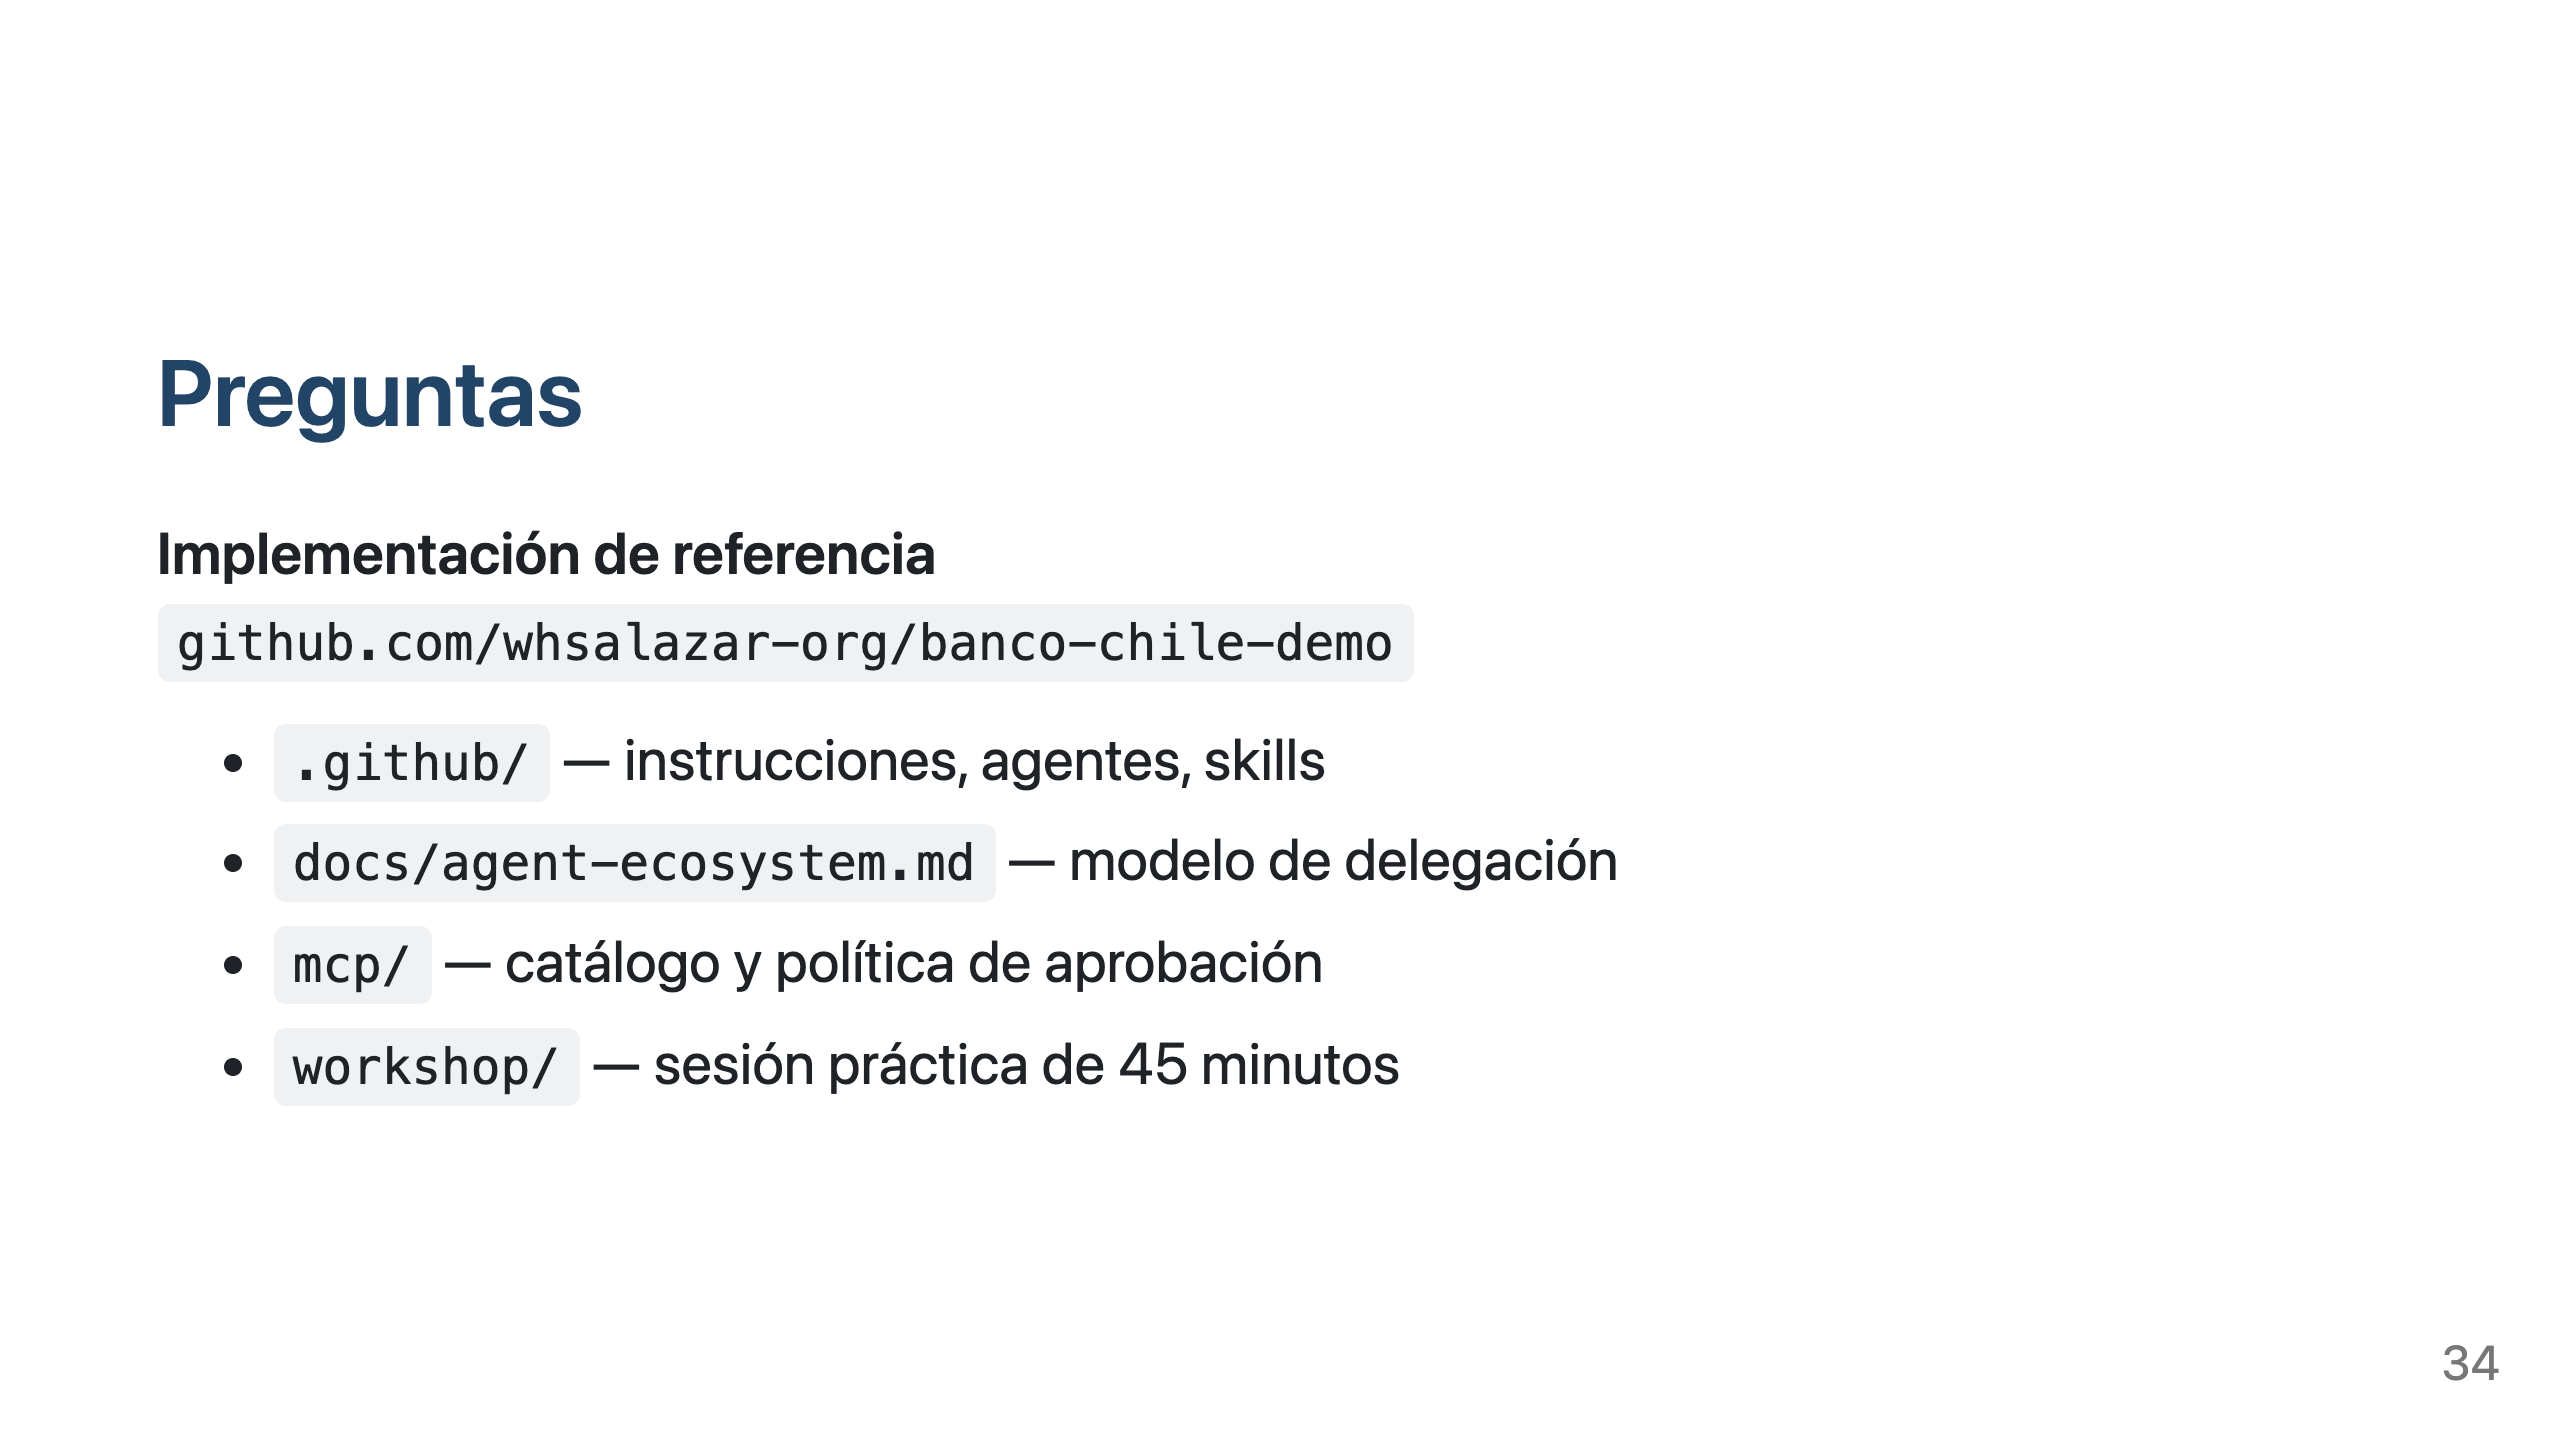 Preguntas
Implementación de referencia
github.com/whsalazar-org/banco-chile-demo
• .github/ — instrucciones, agentes, skills
• docs/agent-ecosystem.md — modelo de delegación
• mcp/ — catálogo y política de aprobación
• workshop/ — sesión práctica de 45 minutos
34